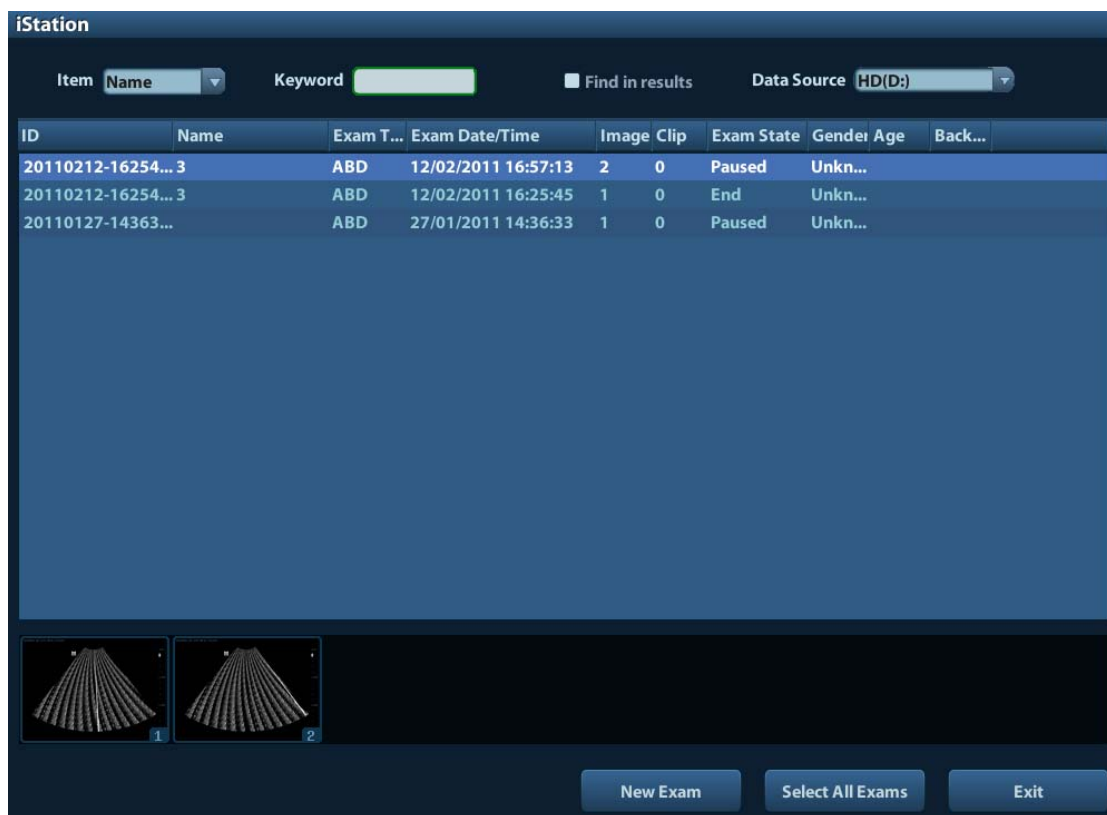 iStation
Item Name Keyword Find in results Data Source HD(D:)
ID Name Exam T... Exam Date/Time Image Clip Exam State Gender Age Back...
20110212-16254... 3 ABD 12/02/2011 16:57:13 2 0 Paused Unkn...
20110212-16254... 3 ABD 12/02/2011 16:25:45 1 0 End Unkn...
20110127-14363... ABD 27/01/2011 14:36:33 1 0 Paused Unkn...
1 2
New Exam Select All Exams Exit